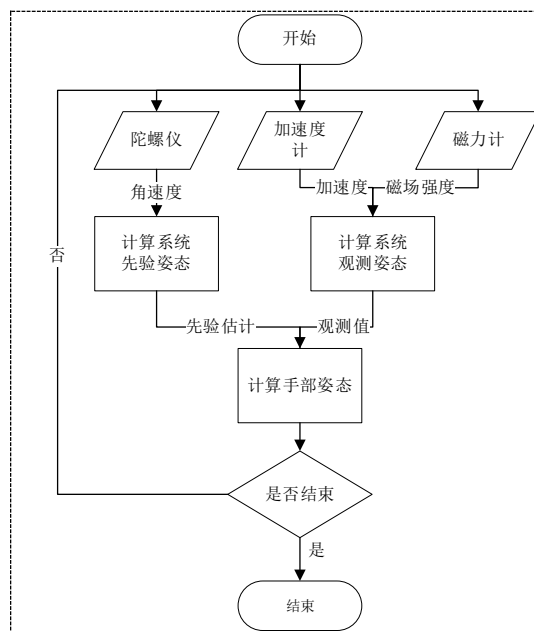 开始
陀螺仪
加速度
计
磁力计
角速度
加速度
磁场强度
计算系统
先验姿态
计算系统
观测姿态
否
先验估计
观测值
计算手部姿态
是否结束
是
结束